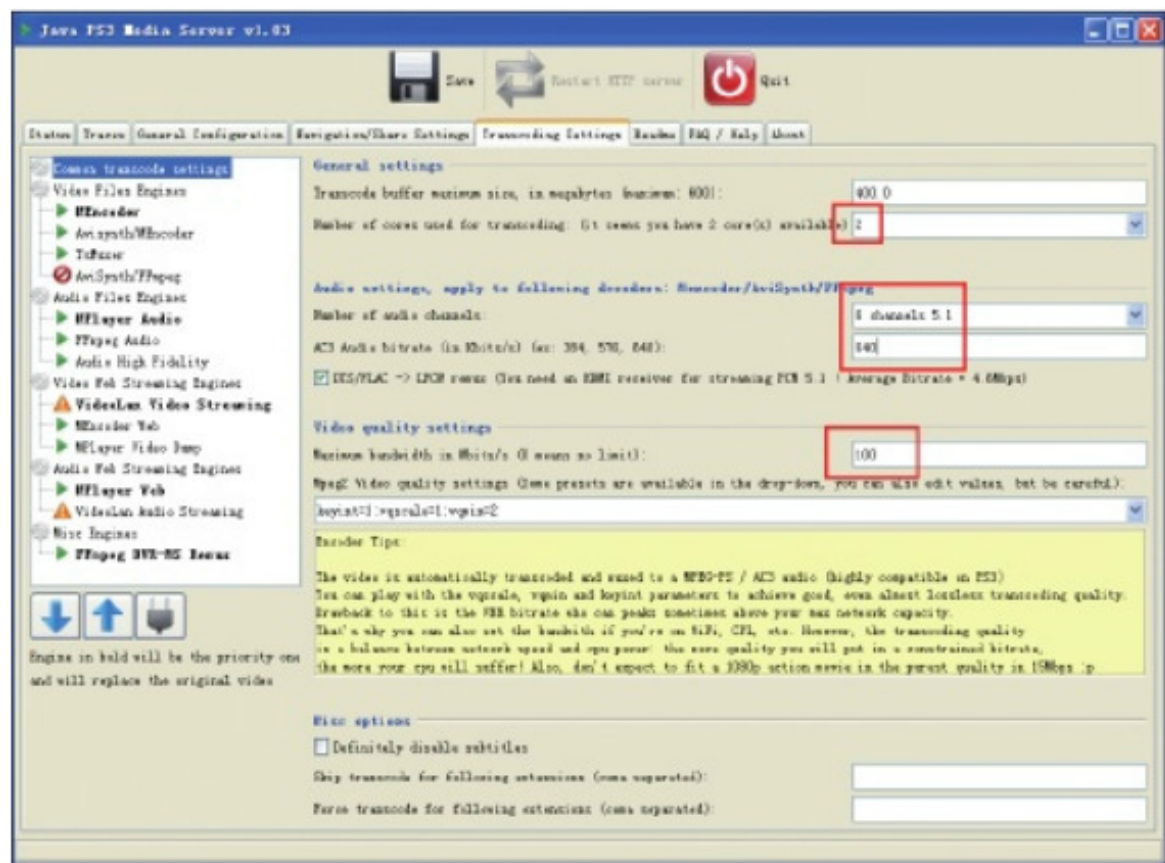 Java PS3 Media Server v1.03
Save
Restart HTTP server
Quit
Status
Traces
General Configuration
Navigation/Share Settings
Transcoding Settings
Readme
FAQ / Help
About
Common transcode settings
Video Files Engines
MEncoder
Avisynth/MEncoder
TsMuxer
AviSynth/FFmpeg
Audio Files Engines
MPlayer Audio
FFmpeg Audio
Audio High Fidelity
Video Web Streaming Engines
VideoLan Video Streaming
MEncoder Web
MPlayer Video Dump
Audio Web Streaming Engines
MPlayer Web
VideoLan Audio Streaming
Misc Engines
FFmpeg DVR-MS Remux
Engine in bold will be the priority one
and will replace the original video
General settings
Transcode buffer maximum size, in megabytes (maximum: 600):
400.0
Number of cores used for transcoding: (it seems you have 2 core(s) available)
2
Audio settings, apply to following decoders: Mencoder/AviSynth/FFmpeg
Number of audio channels:
6 channels 5.1
AC3 Audio bitrate (in Kbits/s) (ex: 384, 576, 640):
640
DTS/FLAC -> LPCM remux (You need an HDMI receiver for streaming PCM 5.1 ! Average Bitrate = 4.6Mbps)
Video quality settings
Maximum bandwidth in Mbits/s (0 means no limit):
100
Mpeg2 Video quality settings (Some presets are available in the drop-down, you can also edit values, but be careful):
keyint=1:vqscale=1:vqmin=2
Encoder Tips:
The video is automatically transcoded and muxed to a MPEG-PS / AC3 audio (highly compatible on PS3)
You can play with the vqscale, vqmin and keyint parameters to achieve good, even almost lossless transcoding quality.
Drawback to this is the VBR bitrate who can peaks sometimes above your max network capacity.
That's why you can also set the bandwith if you're on WiFi, CPL, etc. However, the transcoding quality
is a balance between network speed and cpu power: the more quality you will put in a constrained bitrate,
the more your cpu will suffer! Also, don't expect to fit a 1080p action movie in the purest quality in 15Mbps :p
Misc options
Definitely disable subtitles
Skip transcode for following extensions (coma separated):
Force transcode for following extensions (coma separated):